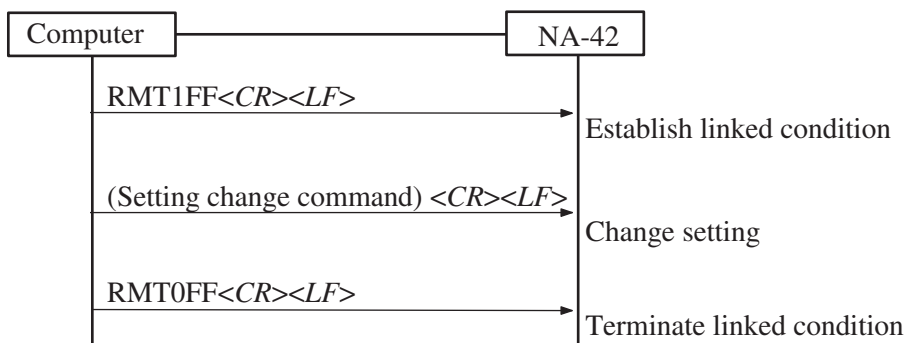 Computer
NA-42
RMT1FF<CR><LF>
Establish linked condition
(Setting change command) <CR><LF>
Change setting
RMT0FF<CR><LF>
Terminate linked condition